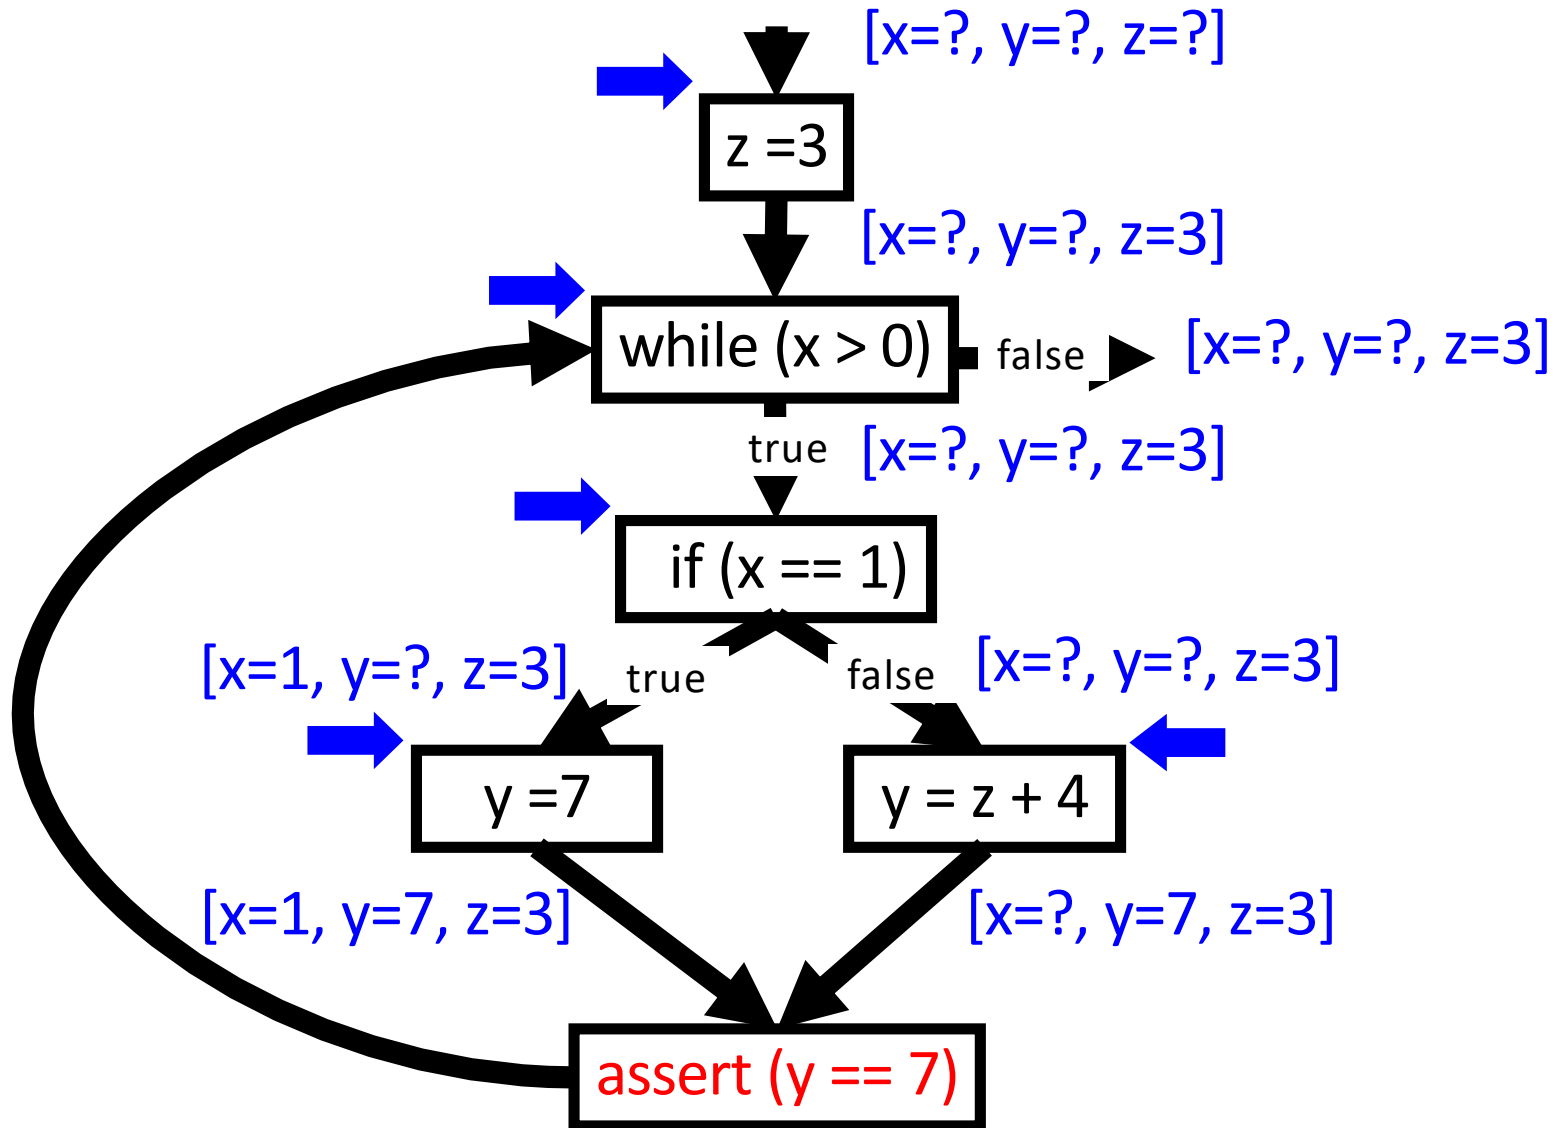 [x=?, y=?, z=?]
z =3
[x=?, y=?, z=3]
while (x > 0)
false
[x=?, y=?, z=3]
true
[x=?, y=?, z=3]
if (x == 1)
[x=1, y=?, z=3]
true
false
[x=?, y=?, z=3]
y =7
y = z + 4
[x=1, y=7, z=3]
[x=?, y=7, z=3]
assert (y == 7)